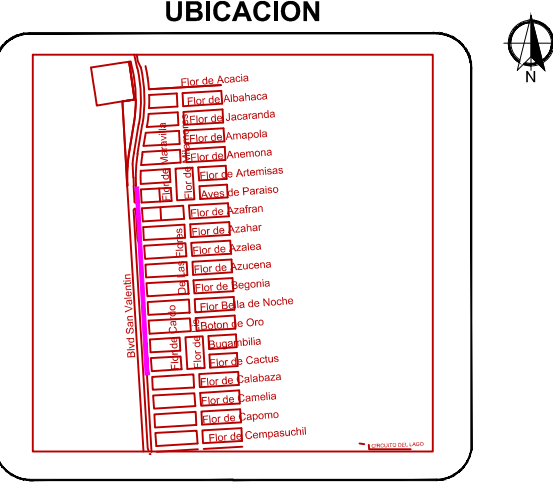 UBICACION
N
Flor de Acacia
Flor de Albahaca
Flor de Jacaranda
Flor de Amapola
Flor de Anemona
Flor de Artemisas
Aves de Paraiso
Flor de Azafran
Flor de Azahar
Flor de Azalea
Flor de Azucena
Flor de Begonia
Flor Bella de Noche
Boton de Oro
Bugambilia
Flor de Cactus
Flor de Calabaza
Flor de Camelia
Flor de Capomo
Flor de Cempasuchil
Flor de Maravilla
De Las Flores
Flor de Cardo
Blvd San Valentin
CIRCUITO DEL LAGO